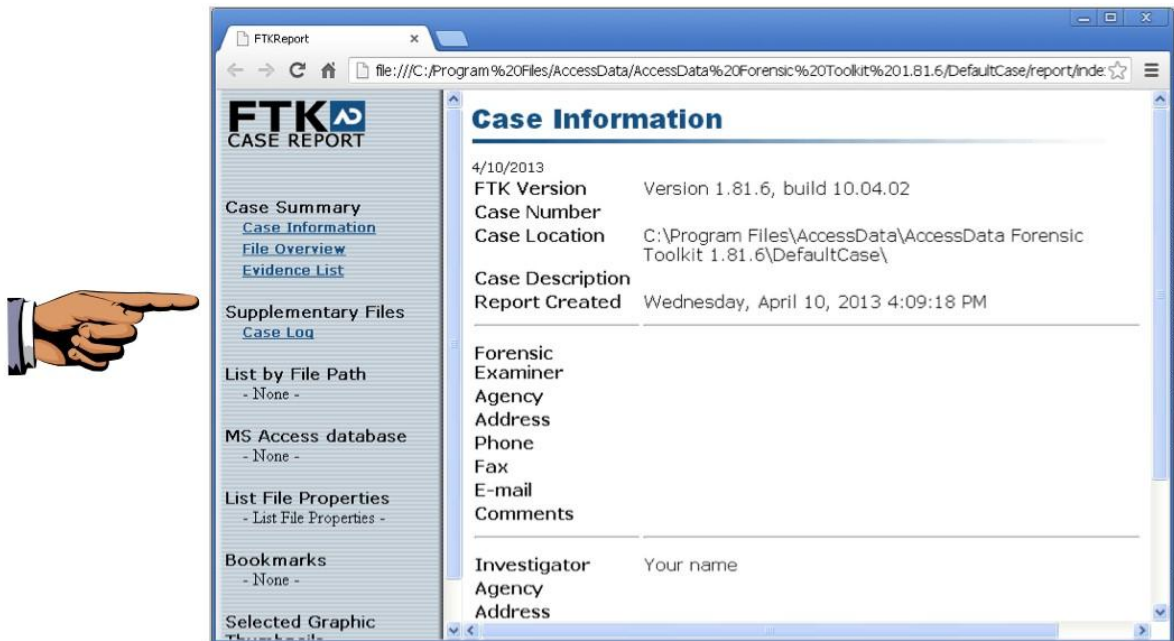 FTKReport
file:///C:/Program%20Files/AccessData/AccessData%20Forensic%20Toolkit%201.81.6/DefaultCase/report/inde
FTK AD
CASE REPORT
Case Summary
Case Information
File Overview
Evidence List
Supplementary Files
Case Log
List by File Path
- None -
MS Access database
- None -
List File Properties
- List File Properties -
Bookmarks
- None -
Selected Graphic
Thumbnails
Case Information
4/10/2013
FTK Version Version 1.81.6, build 10.04.02
Case Number
Case Location C:\Program Files\AccessData\AccessData Forensic
Toolkit 1.81.6\DefaultCase\
Case Description
Report Created Wednesday, April 10, 2013 4:09:18 PM
Forensic
Examiner
Agency
Address
Phone
Fax
E-mail
Comments
Investigator Your name
Agency
Address